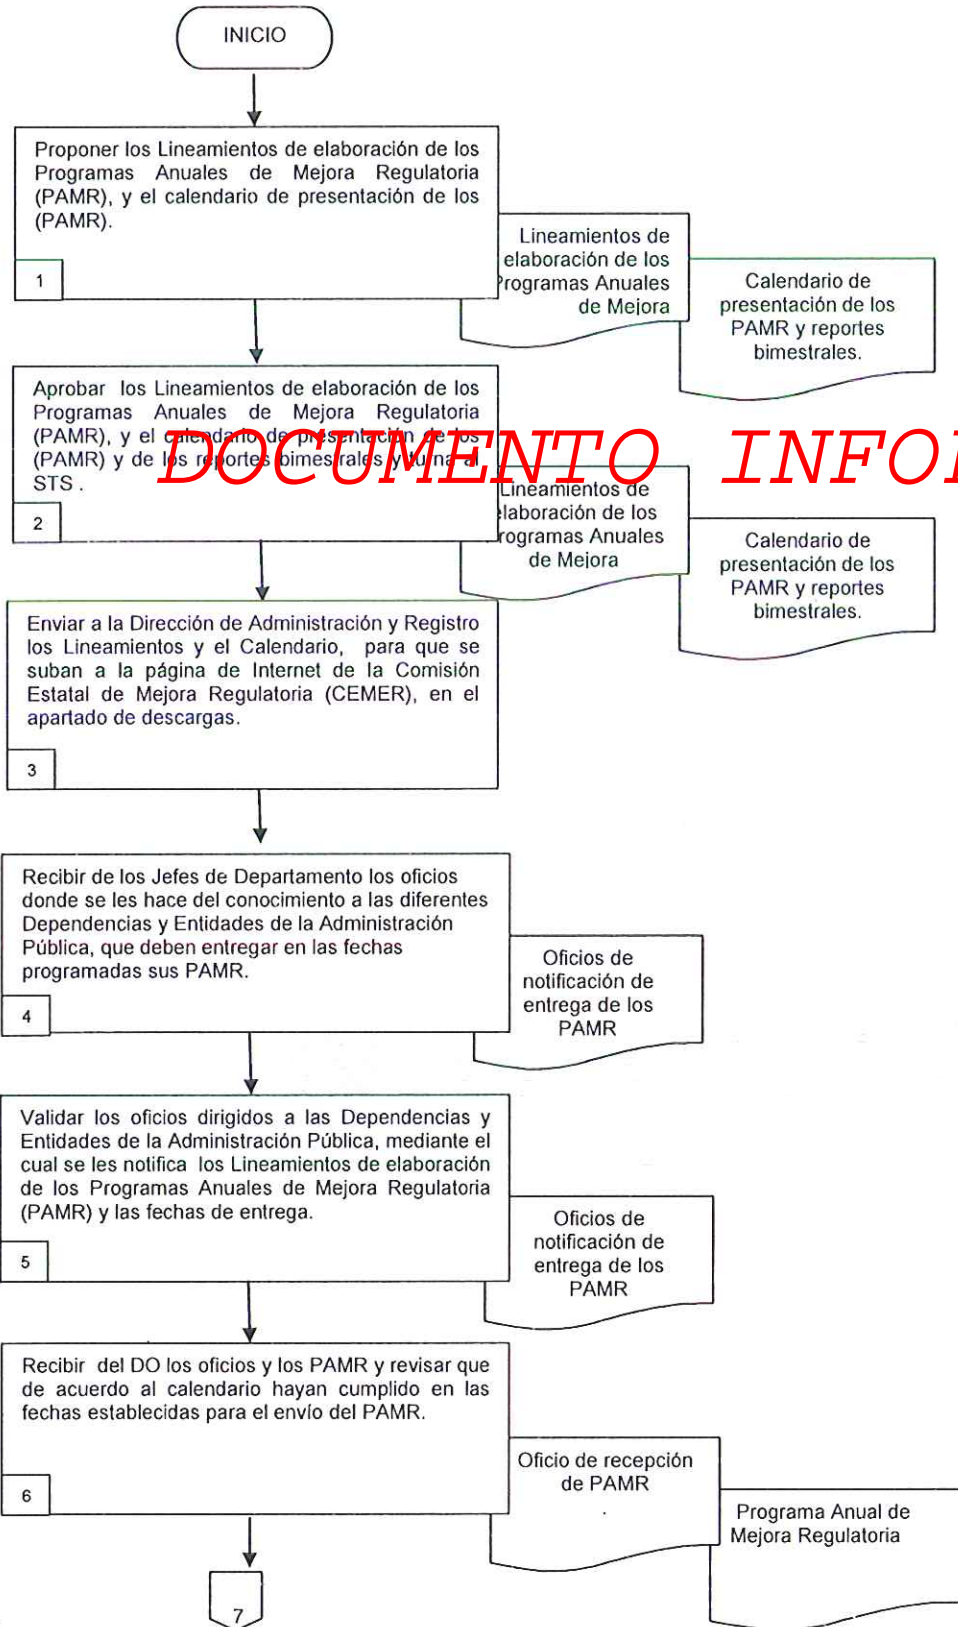 INICIO
Proponer los Lineamientos de elaboración de los
Programas Anuales de Mejora Regulatoria
(PAMR), y el calendario de presentación de los
(PAMR).
1
Lineamientos de
elaboración de los
Programas Anuales
de Mejora
Calendario de
presentación de los
PAMR y reportes
bimestrales.
Aprobar los Lineamientos de elaboración de los
Programas Anuales de Mejora Regulatoria
(PAMR), y el calendario de presentación de los
(PAMR) y de los reportes bimestrales y turna al
STS .
2
DOCUMENTO INFO
Lineamientos de
elaboración de los
Programas Anuales
de Mejora
Calendario de
presentación de los
PAMR y reportes
bimestrales.
Enviar a la Dirección de Administración y Registro
los Lineamientos y el Calendario, para que se
suban a la página de Internet de la Comisión
Estatal de Mejora Regulatoria (CEMER), en el
apartado de descargas.
3
Recibir de los Jefes de Departamento los oficios
donde se les hace del conocimiento a las diferentes
Dependencias y Entidades de la Administración
Pública, que deben entregar en las fechas
programadas sus PAMR.
4
Oficios de
notificación de
entrega de los
PAMR
Validar los oficios dirigidos a las Dependencias y
Entidades de la Administración Pública, mediante el
cual se les notifica los Lineamientos de elaboración
de los Programas Anuales de Mejora Regulatoria
(PAMR) y las fechas de entrega.
5
Oficios de
notificación de
entrega de los
PAMR
Recibir del DO los oficios y los PAMR y revisar que
de acuerdo al calendario hayan cumplido en las
fechas establecidas para el envío del PAMR.
6
Oficio de recepción
de PAMR
.
Programa Anual de
Mejora Regulatoria
7